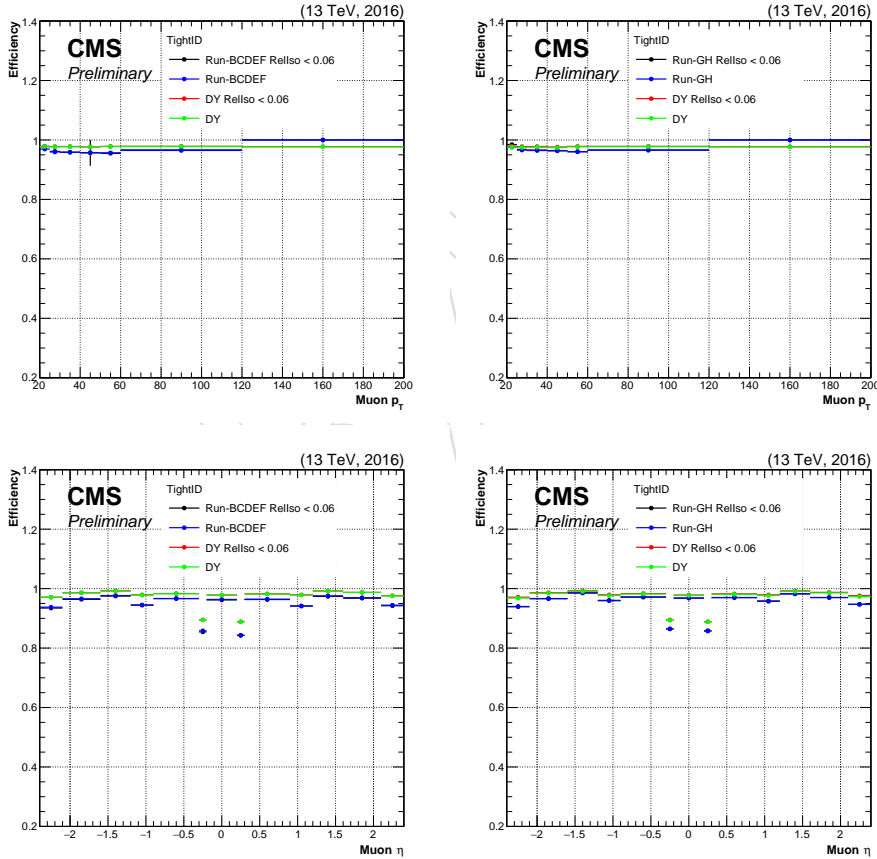 (13 TeV, 2016)
Efficiency
CMS
Preliminary
TightID
Run-BCDEF RelIso < 0.06
Run-BCDEF
DY RelIso < 0.06
DY
1.4
1.2
1
0.8
0.6
0.4
0.2
20 40 60 80 100 120 140 160 180 200
Muon pT
(13 TeV, 2016)
Efficiency
CMS
Preliminary
TightID
Run-GH RelIso < 0.06
Run-GH
DY RelIso < 0.06
DY
1.4
1.2
1
0.8
0.6
0.4
0.2
20 40 60 80 100 120 140 160 180 200
Muon pT
(13 TeV, 2016)
Efficiency
CMS
Preliminary
TightID
Run-BCDEF RelIso < 0.06
Run-BCDEF
DY RelIso < 0.06
DY
1.4
1.2
1
0.8
0.6
0.4
0.2
−2 −1.5 −1 −0.5 0 0.5 1 1.5 2
Muon η
(13 TeV, 2016)
Efficiency
CMS
Preliminary
TightID
Run-GH RelIso < 0.06
Run-GH
DY RelIso < 0.06
DY
1.4
1.2
1
0.8
0.6
0.4
0.2
−2 −1.5 −1 −0.5 0 0.5 1 1.5 2
Muon η